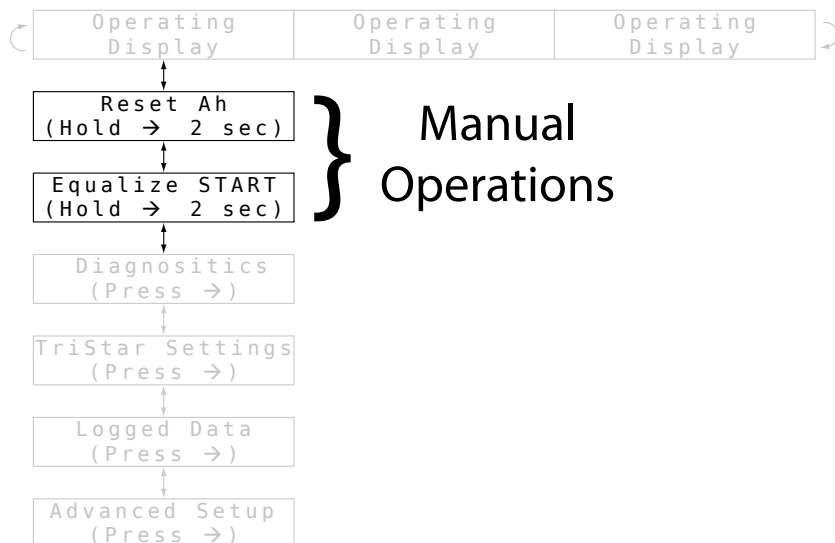 Operating Display
Operating Display
Operating Display
Reset Ah
(Hold → 2 sec)
Equalize START
(Hold → 2 sec)
} Manual
Operations
Diagnositics
(Press →)
TriStar Settings
(Press →)
Logged Data
(Press →)
Advanced Setup
(Press →)